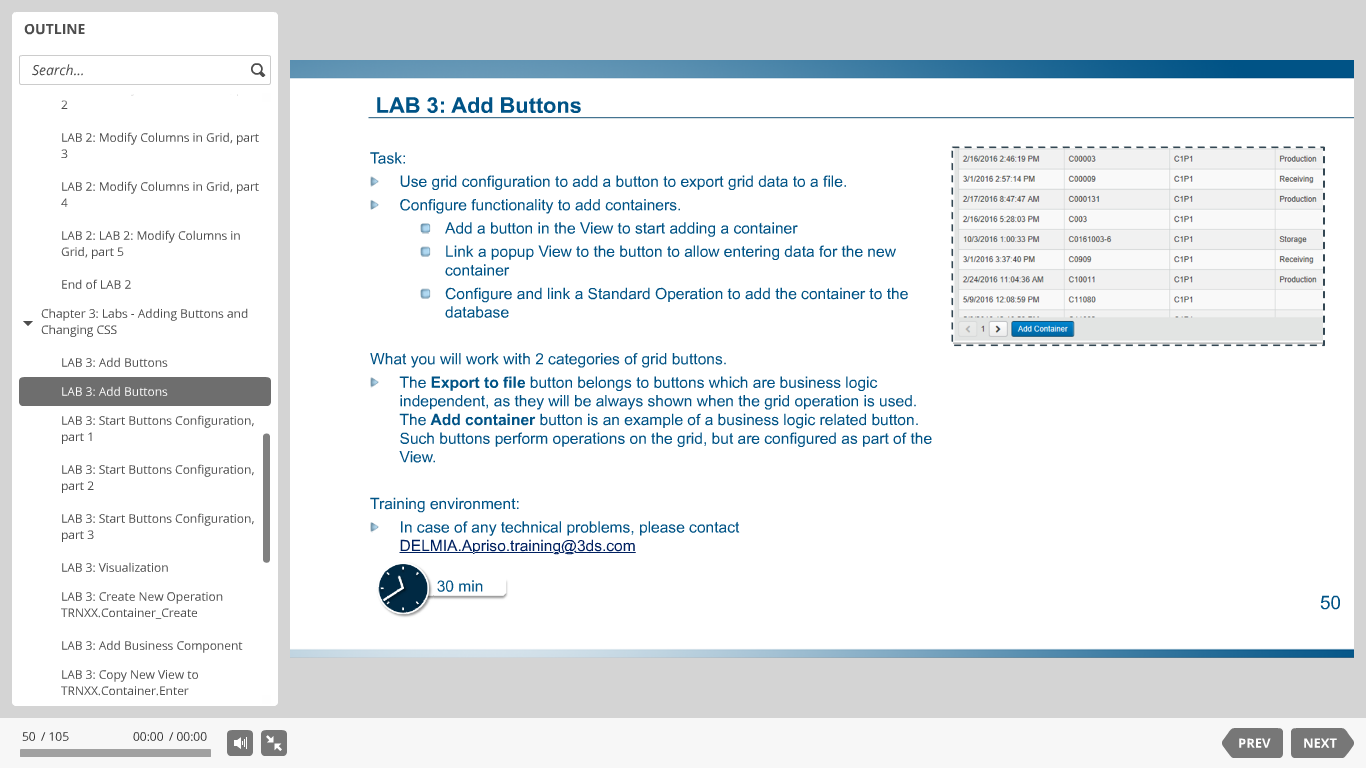 OUTLINE
Search...
2
LAB 2: Modify Columns in Grid, part
3
LAB 2: Modify Columns in Grid, part
4
LAB 2: LAB 2: Modify Columns in
Grid, part 5
End of LAB 2
Chapter 3: Labs - Adding Buttons and
Changing CSS
LAB 3: Add Buttons
LAB 3: Add Buttons
LAB 3: Start Buttons Configuration,
part 1
LAB 3: Start Buttons Configuration,
part 2
LAB 3: Start Buttons Configuration,
part 3
LAB 3: Visualization
LAB 3: Create New Operation
TRNXX.Container_Create
LAB 3: Add Business Component
LAB 3: Copy New View to
TRNXX.Container.Enter
LAB 3: Add Buttons
Task:
Use grid configuration to add a button to export grid data to a file.
Configure functionality to add containers.
Add a button in the View to start adding a container
Link a popup View to the button to allow entering data for the new
container
Configure and link a Standard Operation to add the container to the
database
What you will work with 2 categories of grid buttons.
The Export to file button belongs to buttons which are business logic
independent, as they will be always shown when the grid operation is used.
The Add container button is an example of a business logic related button.
Such buttons perform operations on the grid, but are configured as part of the
View.
Training environment:
In case of any technical problems, please contact
DELMIA.Apriso.training@3ds.com
30 min
2/16/2016 2:46:19 PM C00003 C1P1 Production
3/1/2016 2:57:14 PM C00009 C1P1 Receiving
2/17/2016 8:47:47 AM C000131 C1P1 Production
2/16/2016 5:28:03 PM C003 C1P1
10/3/2016 1:00:33 PM C0161003-6 C1P1 Storage
3/1/2016 3:37:40 PM C0909 C1P1 Receiving
2/24/2016 11:04:36 AM C10011 C1P1 Production
5/9/2016 12:08:59 PM C11080 C1P1
1 Add Container
50
50 / 105 00:00 / 00:00
PREV NEXT